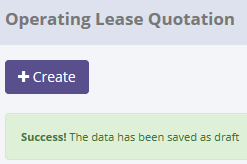 Operating Lease Quotation
+ Create
Success! The data has been saved as draft